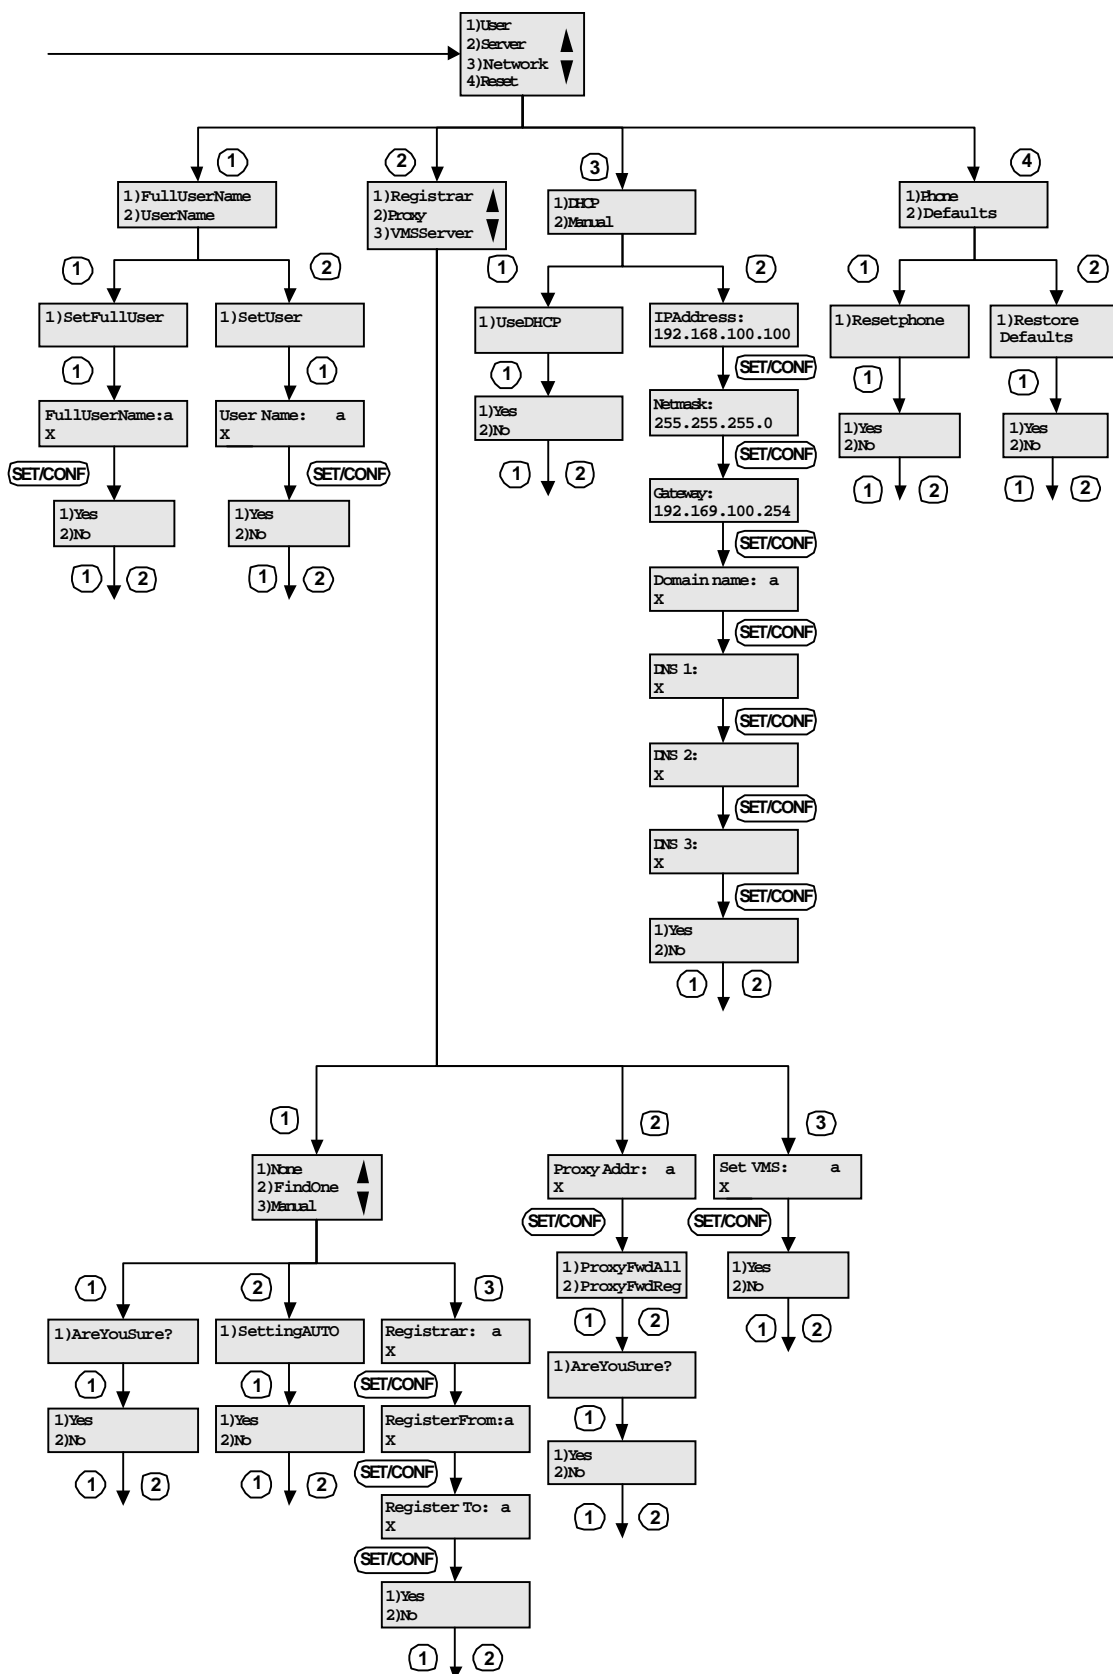 1)User
2)Server
3)Network
4)Reset
1
2
3
4
1)FullUserName
2)UserName
1)Registrar
2)Proxy
3)VMSServer
1)DHCP
2)Manual
1)Phone
2)Defaults
1
2
1
2
1
2
1)SetFullUser
1)SetUser
1)UseDHCP
IPAddress:
192.168.100.100
1)Resetphone
1)Restore
Defaults
1
1
1
SET/CONF
1
1
FullUserName:a
X
User Name: a
X
1)Yes
2)No
Netmask:
255.255.255.0
1)Yes
2)No
1)Yes
2)No
SET/CONF
SET/CONF
1
2
SET/CONF
1
2
1
2
1)Yes
2)No
1)Yes
2)No
Gateway:
192.169.100.254
1
2
1
2
SET/CONF
Domain name: a
X
SET/CONF
DNS 1:
X
SET/CONF
DNS 2:
X
SET/CONF
DNS 3:
X
SET/CONF
1)Yes
2)No
1
2
1
2
3
1)None
2)FindOne
3)Manual
Proxy Addr: a
X
Set VMS: a
X
SET/CONF
SET/CONF
1)ProxyFwdAll
2)ProxyFwdReg
1)Yes
2)No
1
2
3
1
2
1
2
1)AreYouSure?
1)SettingAUTO
Registrar: a
X
1)AreYouSure?
1
1
SET/CONF
1
1)Yes
2)No
1)Yes
2)No
RegisterFrom:a
X
1)Yes
2)No
1
2
1
2
SET/CONF
1
2
Register To: a
X
SET/CONF
1)Yes
2)No
1
2